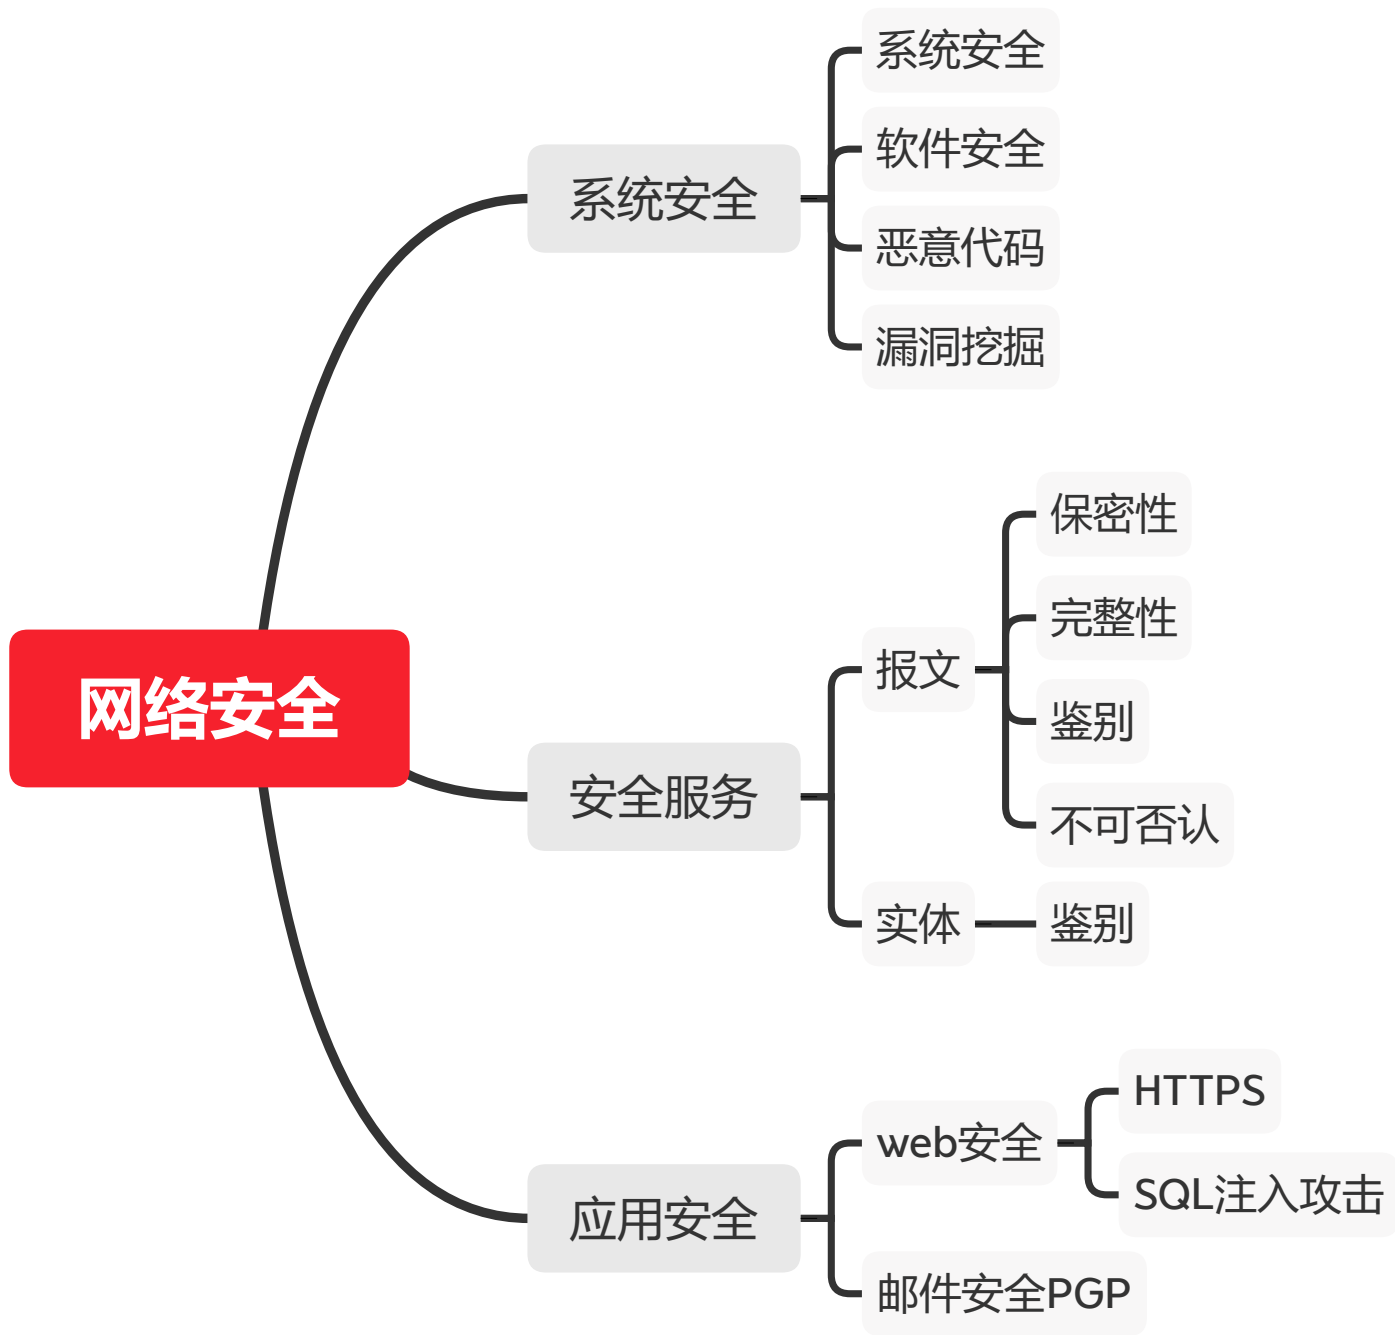 网络安全
系统安全
系统安全
软件安全
恶意代码
漏洞挖掘
安全服务
报文
保密性
完整性
鉴别
不可否认
实体
鉴别
应用安全
web安全
HTTPS
SQL注入攻击
邮件安全PGP